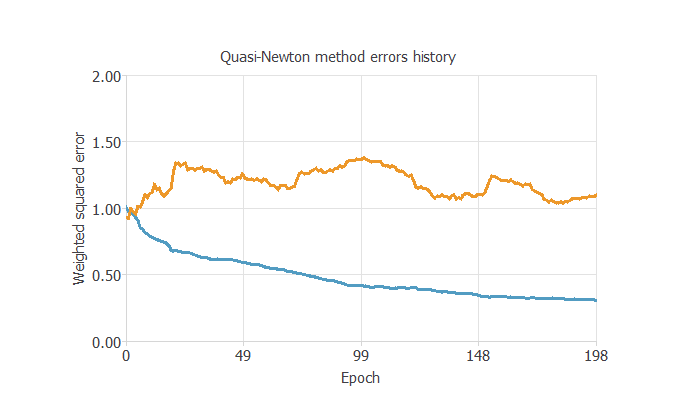 Quasi-Newton method errors history
2.00
1.50
1.00
0.50
0.00
Weighted squared error
0 49 99 148 198
Epoch